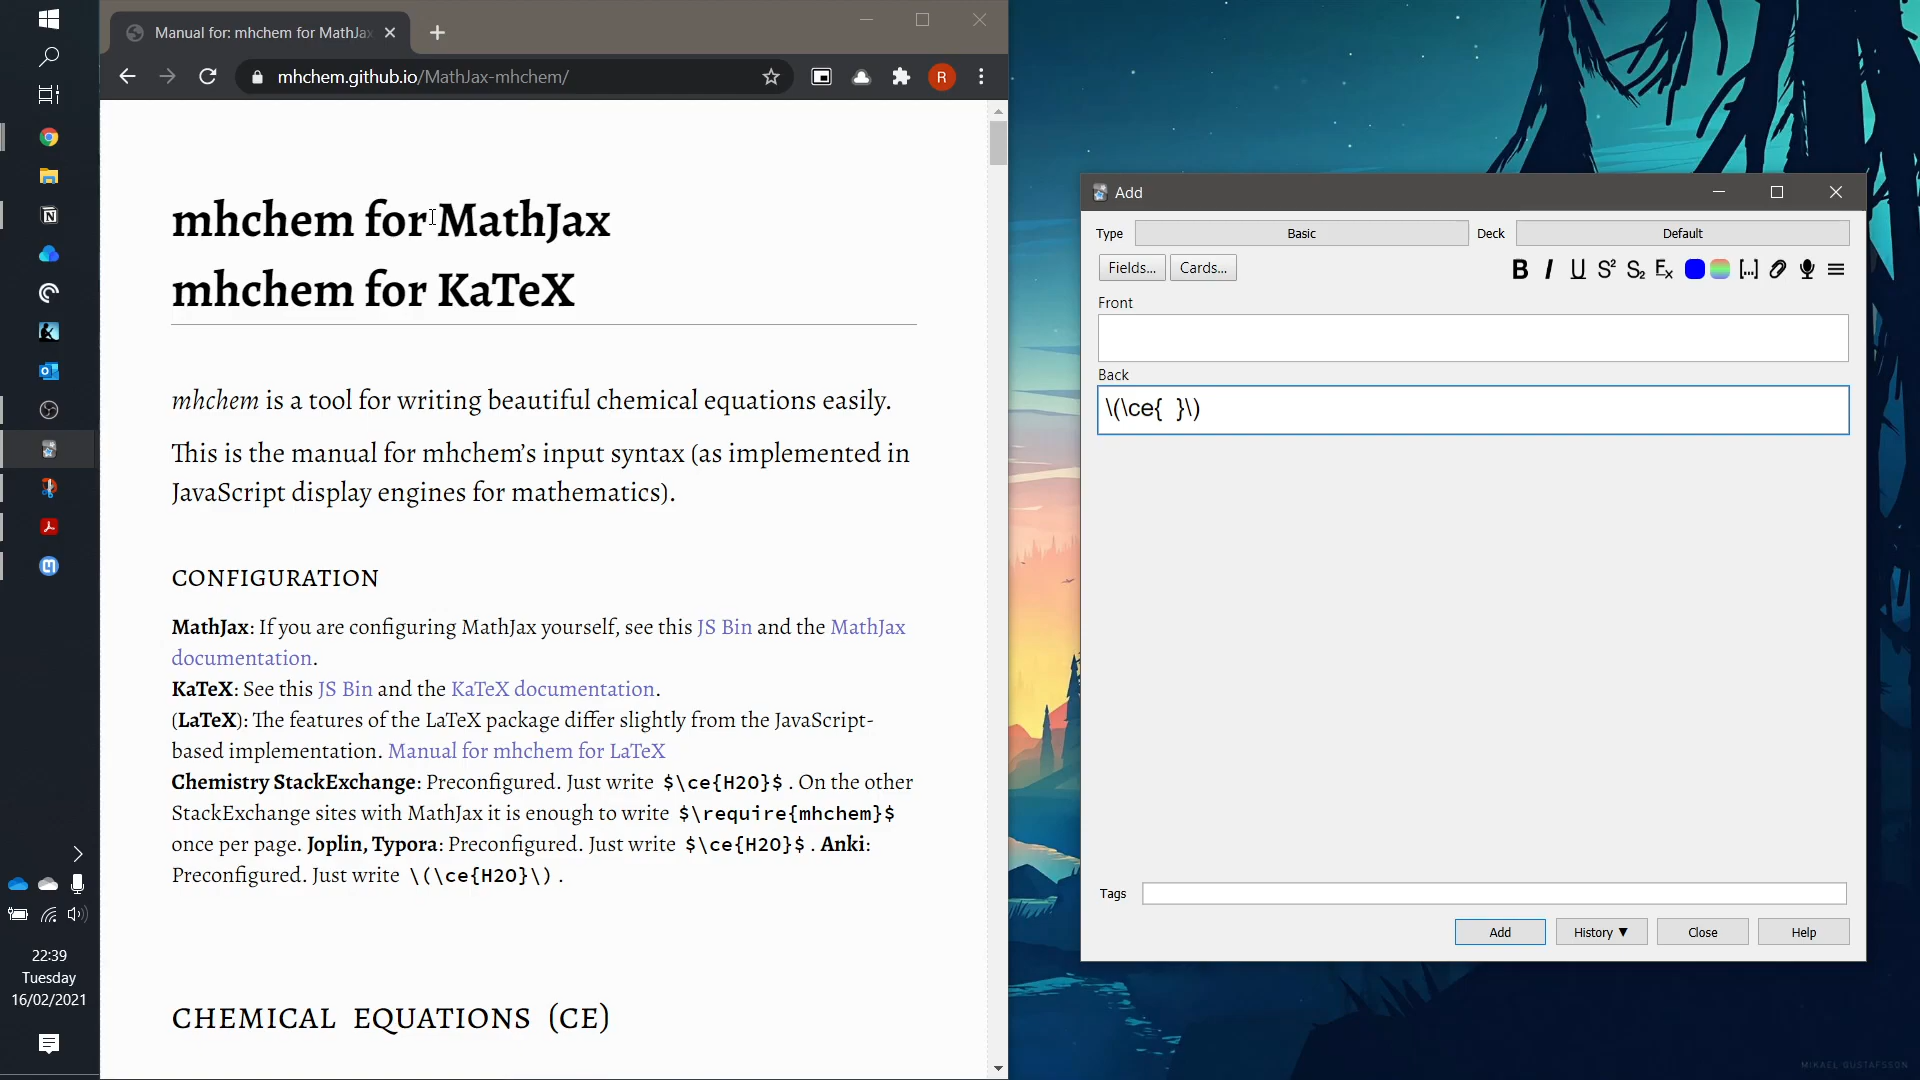 Manual for: mhchem for MathJax
mhchem.github.io/MathJax-mhchem/
R
mhchem for MathJax
mhchem for KaTeX
mhchem is a tool for writing beautiful chemical equations easily.
This is the manual for mhchem’s input syntax (as implemented in
JavaScript display engines for mathematics).
CONFIGURATION
MathJax: If you are configuring MathJax yourself, see this JS Bin and the MathJax
documentation.
KaTeX: See this JS Bin and the KaTeX documentation.
(LaTeX): The features of the LaTeX package differ slightly from the JavaScript-
based implementation. Manual for mhchem for LaTeX
Chemistry StackExchange: Preconfigured. Just write $\ce{H2O}$. On the other
StackExchange sites with MathJax it is enough to write $\require{mhchem}$
once per page. Joplin, Typora: Preconfigured. Just write $\ce{H2O}$. Anki:
Preconfigured. Just write \(\ce{H2O}\).
CHEMICAL EQUATIONS (CE)
Add
Type Basic Deck Default
Fields... Cards... B I U S² S₂ Ex [...]
Front
Back
\(\ce{  }\)
Tags
Add History ▼ Close Help
22:39
Tuesday
16/02/2021
MIKAEL GUSTAFSSON